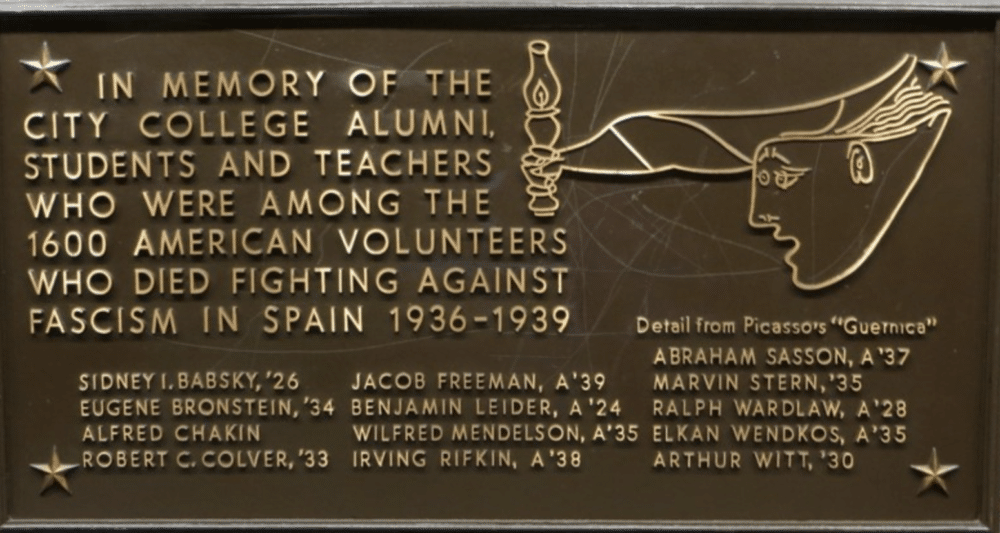 IN MEMORY OF THE
CITY COLLEGE ALUMNI,
STUDENTS AND TEACHERS
WHO WERE AMONG THE
1600 AMERICAN VOLUNTEERS
WHO DIED FIGHTING AGAINST
FASCISM IN SPAIN 1936-1939
Detail from Picasso's "Guernica"
SIDNEY I. BABSKY, '26
EUGENE BRONSTEIN, '34
ALFRED CHAKIN
ROBERT C. COLVER, '33
JACOB FREEMAN, A'39
BENJAMIN LEIDER, A'24
WILFRED MENDELSON, A'35
IRVING RIFKIN, A'38
ABRAHAM SASSON, A'37
MARVIN STERN, '35
RALPH WARDLAW, A'28
ELKAN WENDKOS, A'35
ARTHUR WITT, '30